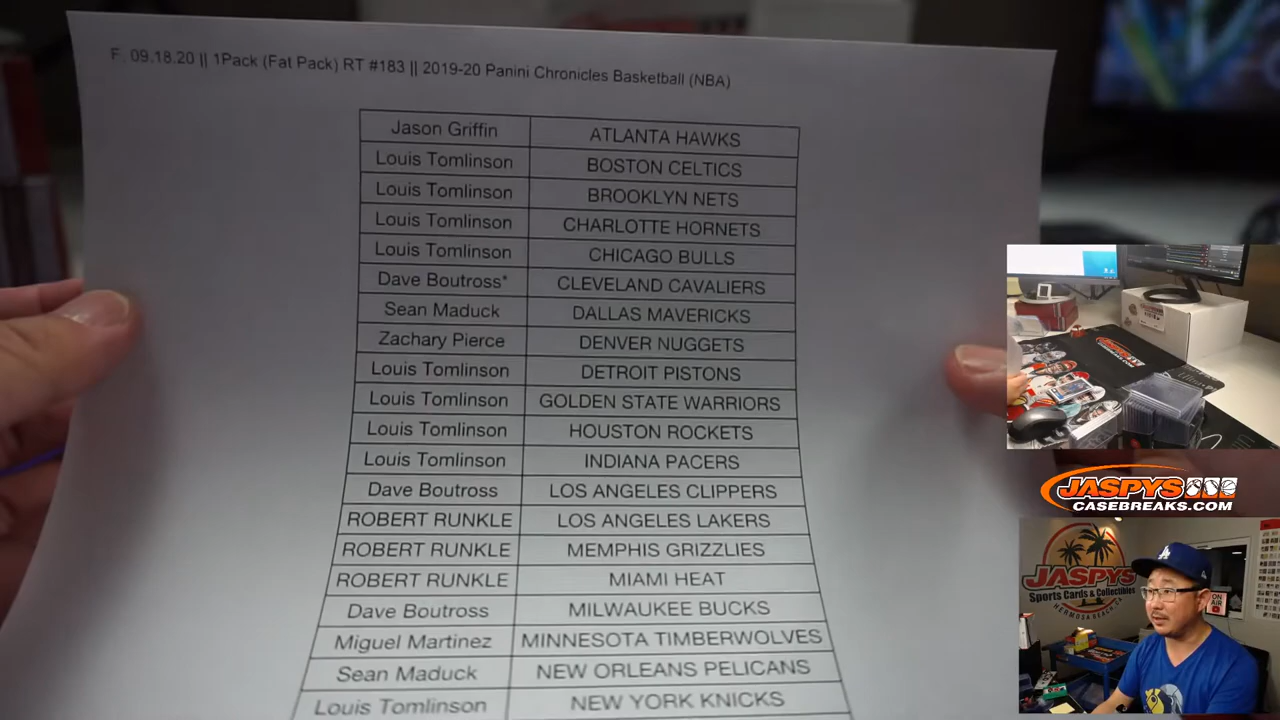 F. 09.18.20 || 1Pack (Fat Pack) RT #183 || 2019-20 Panini Chronicles Basketball (NBA)
Jason Griffin ATLANTA HAWKS
Louis Tomlinson BOSTON CELTICS
Louis Tomlinson BROOKLYN NETS
Louis Tomlinson CHARLOTTE HORNETS
Louis Tomlinson CHICAGO BULLS
Dave Boutross* CLEVELAND CAVALIERS
Sean Maduck DALLAS MAVERICKS
Zachary Pierce DENVER NUGGETS
Louis Tomlinson DETROIT PISTONS
Louis Tomlinson GOLDEN STATE WARRIORS
Louis Tomlinson HOUSTON ROCKETS
Louis Tomlinson INDIANA PACERS
Dave Boutross LOS ANGELES CLIPPERS
ROBERT RUNKLE LOS ANGELES LAKERS
ROBERT RUNKLE MEMPHIS GRIZZLIES
ROBERT RUNKLE MIAMI HEAT
Dave Boutross MILWAUKEE BUCKS
Miguel Martinez MINNESOTA TIMBERWOLVES
Sean Maduck NEW ORLEANS PELICANS
Louis Tomlinson NEW YORK KNICKS
JASPYS
CASEBREAKS.COM
JASPYS
Sports Cards & Collectibles
HERMOSA BEACH, CA
ON AIR